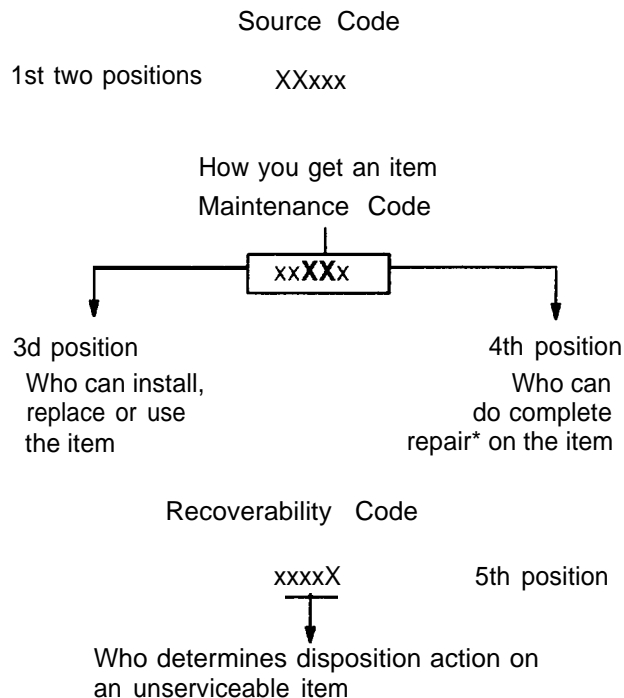 Source Code
1st two positions XXxxx
How you get an item
Maintenance Code
xxXXx
3d position
Who can install,
replace or use
the item
4th position
Who can
do complete
repair* on the item
Recoverability Code
xxxxX 5th position
Who determines disposition action on
an unserviceable item